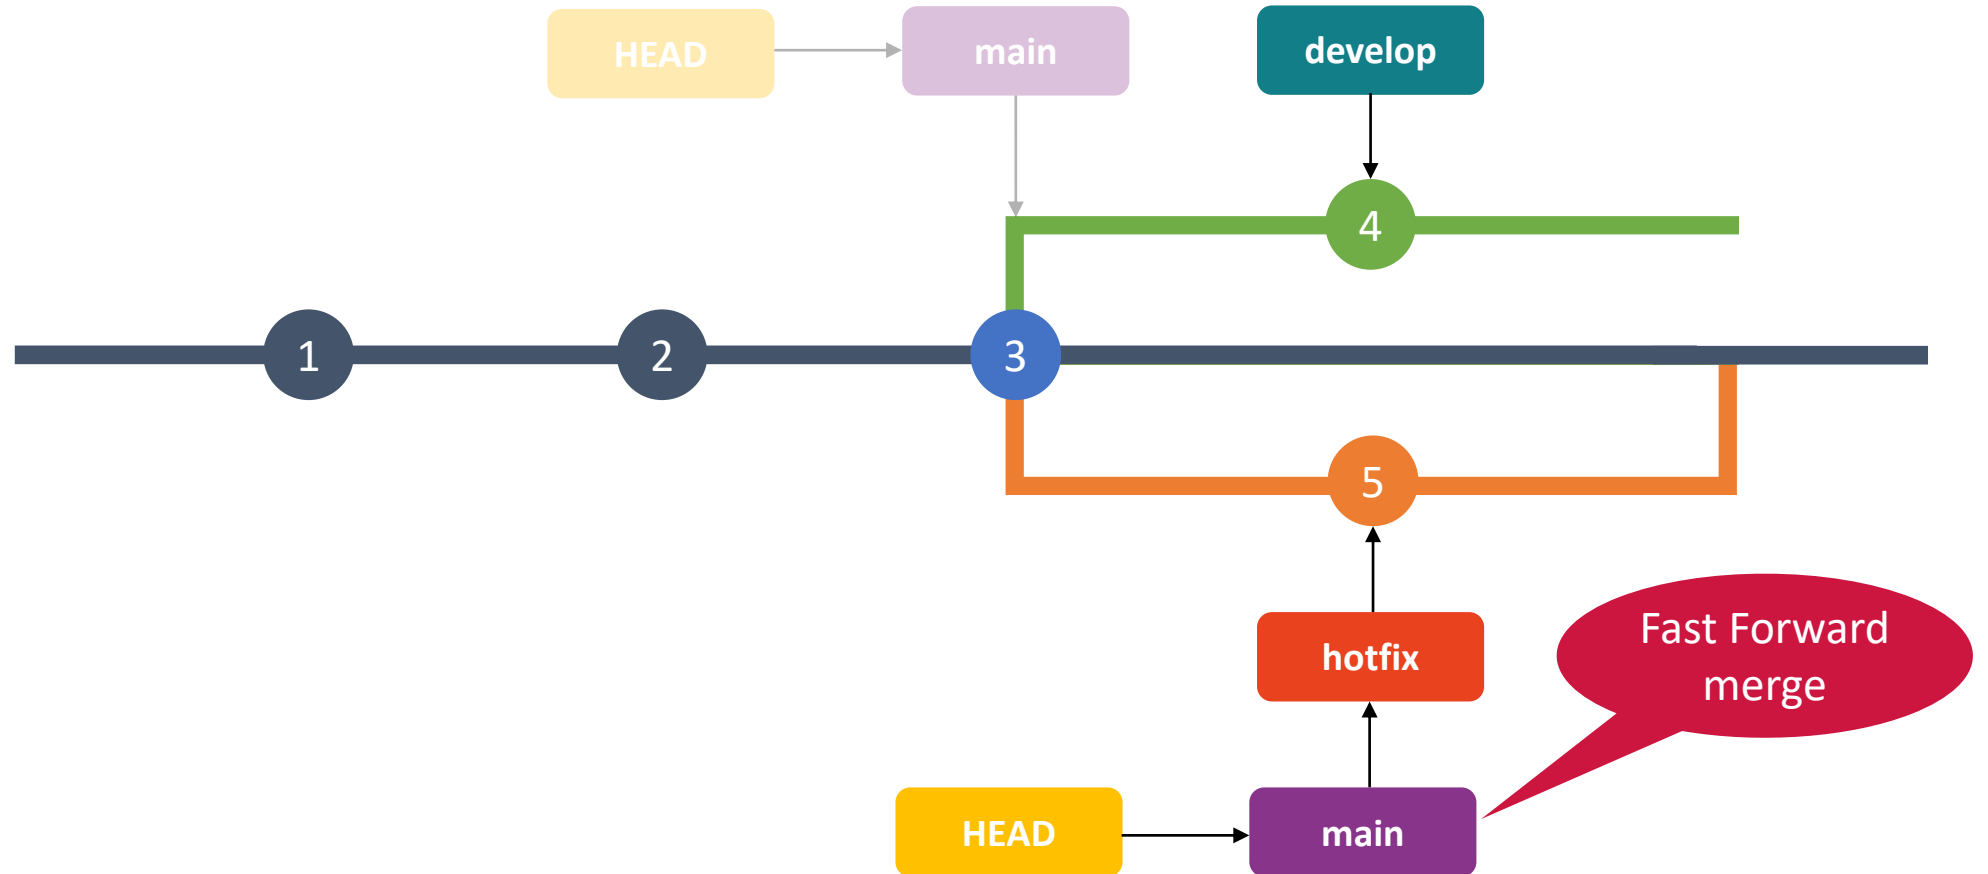 HEAD
main
develop
4
1
2
3
5
hotfix
Fast Forward
merge
HEAD
main